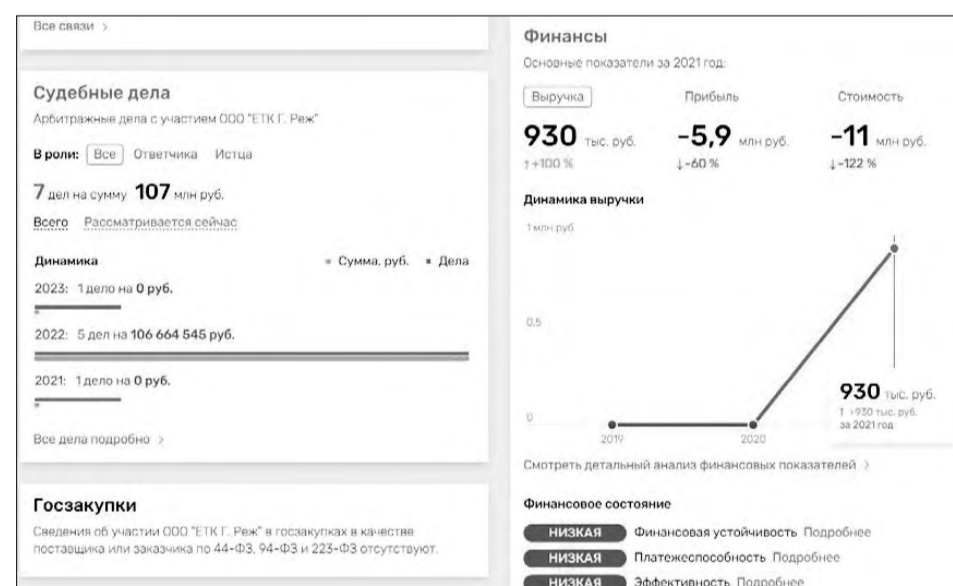 Все связи >
Судебные дела
Арбитражные дела с участием ООО "ЕТК Г. Реж"
В роли: Все Ответчика Истца
7 дел на сумму 107 млн руб.
Всего Рассматривается сейчас
Динамика Сумма, руб. Дела
2023: 1 дело на 0 руб.
2022: 5 дел на 106 664 545 руб.
2021: 1 дело на 0 руб.
Все дела подробно >
Госзакупки
Сведения об участии ООО "ЕТК Г. Реж" в госзакупках в качестве
поставщика или заказчика по 44-ФЗ, 94-ФЗ и 223-ФЗ отсутствуют.
Финансы
Основные показатели за 2021 год:
Выручка Прибыль Стоимость
930 тыс. руб. -5,9 млн руб. -11 млн руб.
↑+100 % ↓-60 % ↓-122 %
Динамика выручки
1 млн руб
0.5
0
2019 2020
930 тыс. руб.
↑ +930 тыс. руб.
за 2021 год
Смотреть детальный анализ финансовых показателей >
Финансовое состояние
НИЗКАЯ Финансовая устойчивость Подробнее
НИЗКАЯ Платежеспособность Подробнее
НИЗКАЯ Эффективность Подробнее